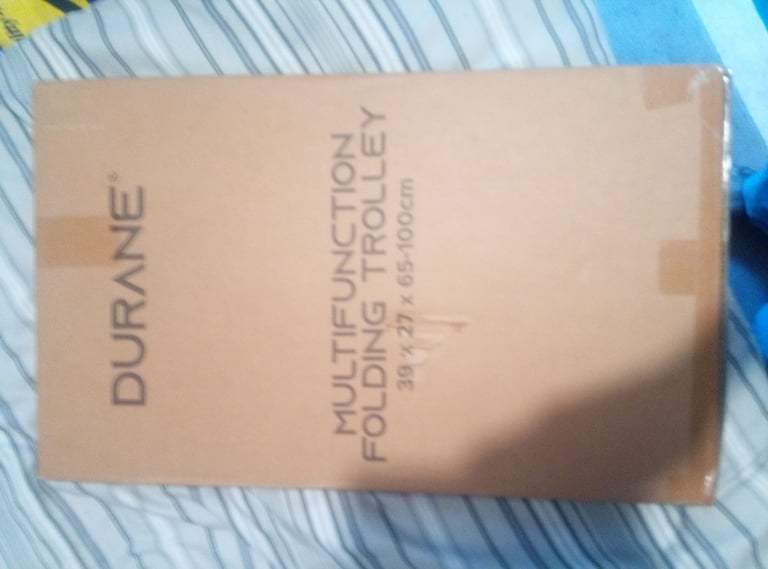 DURANE®
MULTIFUNCTION
FOLDING TROLLEY
39 x 27 x 65-100cm